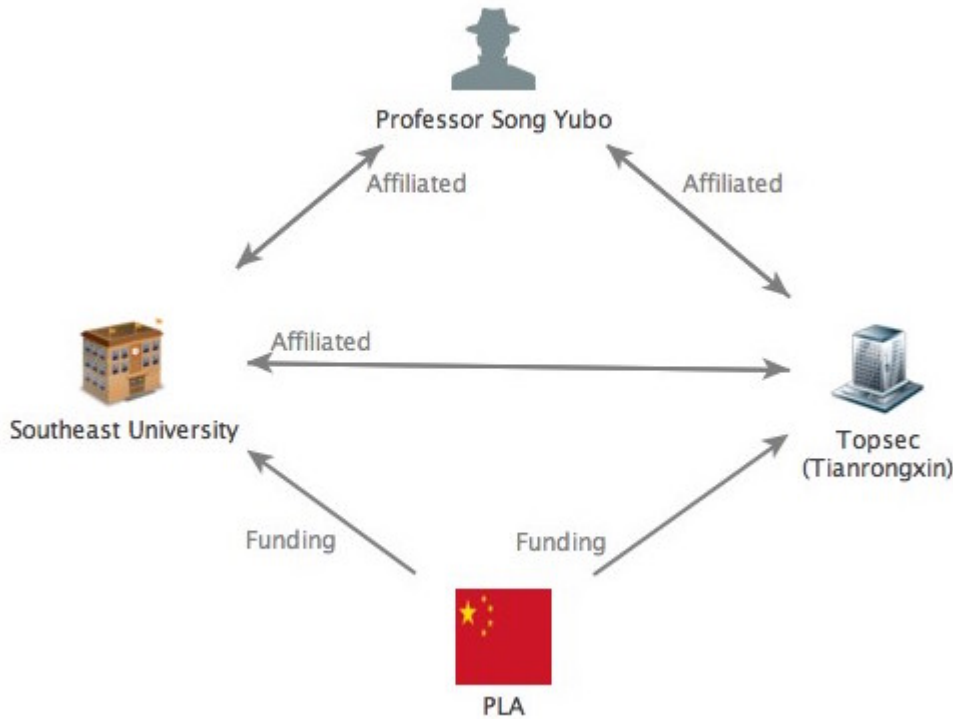 Professor Song Yubo
Affiliated
Affiliated
Affiliated
Southeast University
Topsec
(Tianrongxin)
Funding
Funding
PLA